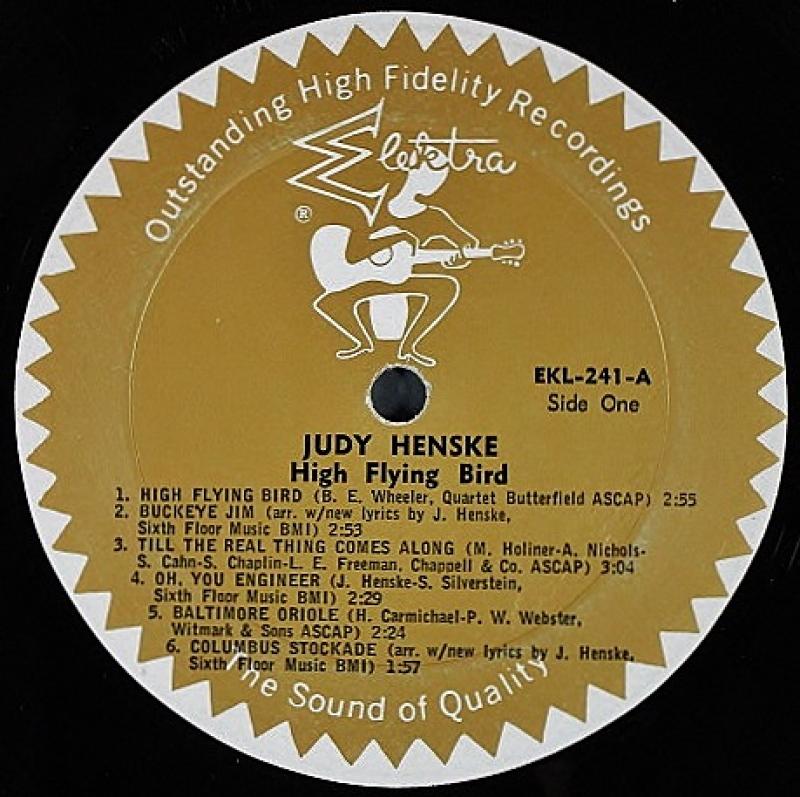 Outstanding High Fidelity Recordings
Elektra
®
EKL-241-A
Side One
JUDY HENSKE
High Flying Bird
1. HIGH FLYING BIRD (B. E. Wheeler, Quartet Butterfield ASCAP) 2:55
2. BUCKEYE JIM (arr. w/new lyrics by J. Henske,
Sixth Floor Music BMI) 2:53
3. TILL THE REAL THING COMES ALONG (M. Holiner-A. Nichols-
S. Cahn-S. Chaplin-L. E. Freeman, Chappell & Co. ASCAP) 3:04
4. OH, YOU ENGINEER (J. Henske-S. Silverstein,
Sixth Floor Music BMI) 2:29
5. BALTIMORE ORIOLE (H. Carmichael-P. W. Webster,
Witmark & Sons ASCAP) 2:24
6. COLUMBUS STOCKADE (arr. w/new lyrics by J. Henske,
Sixth Floor Music BMI) 1:57
The Sound of Quality